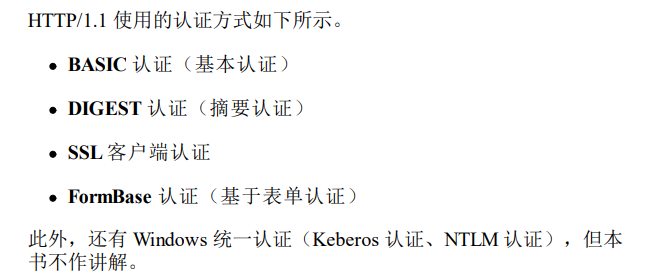 HTTP/1.1 使用的认证方式如下所示。
● BASIC 认证（基本认证）
● DIGEST 认证（摘要认证）
● SSL 客户端认证
● FormBase 认证（基于表单认证）
此外，还有 Windows 统一认证（Keberos 认证、NTLM 认证），但本
书不作讲解。